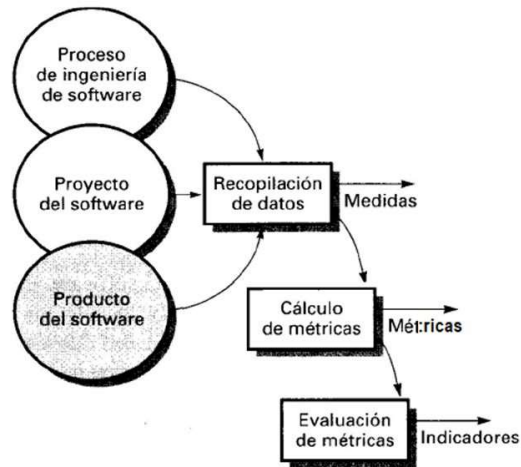 Proceso
de ingeniería
de software
Proyecto
del software
Producto
del software
Recopilación
de datos
Medidas
Cálculo
de métricas
Métricas
Evaluación
de métricas
Indicadores